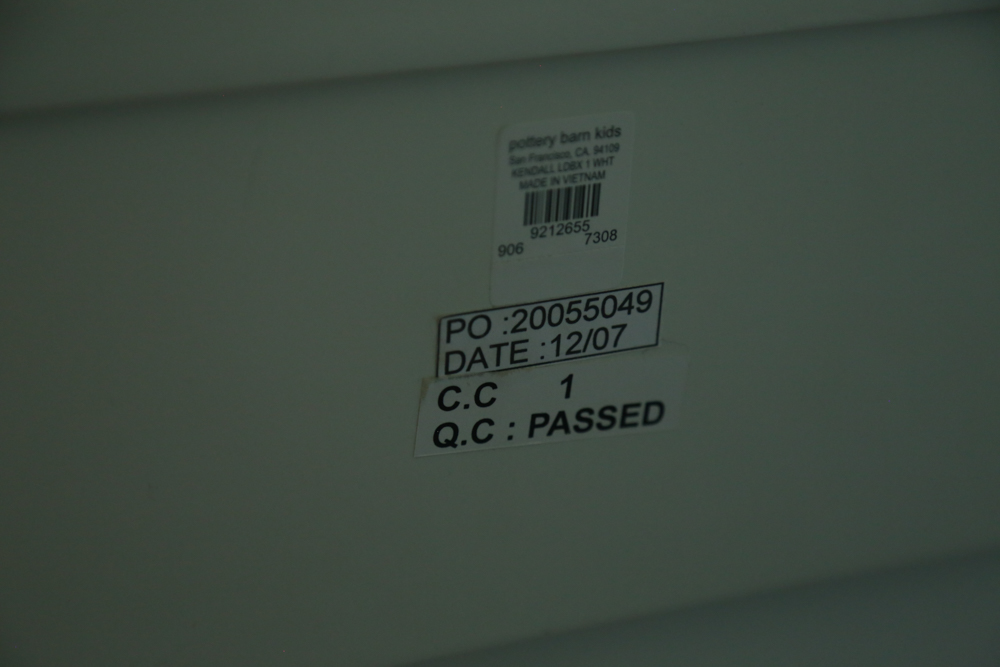 pottery barn kids
San Francisco, CA, 94109
KENDALL LDBX 1 WHT
MADE IN VIETNAM
9212655
906 7308
PO :20055049
DATE :12/07
C.C 1
Q.C : PASSED